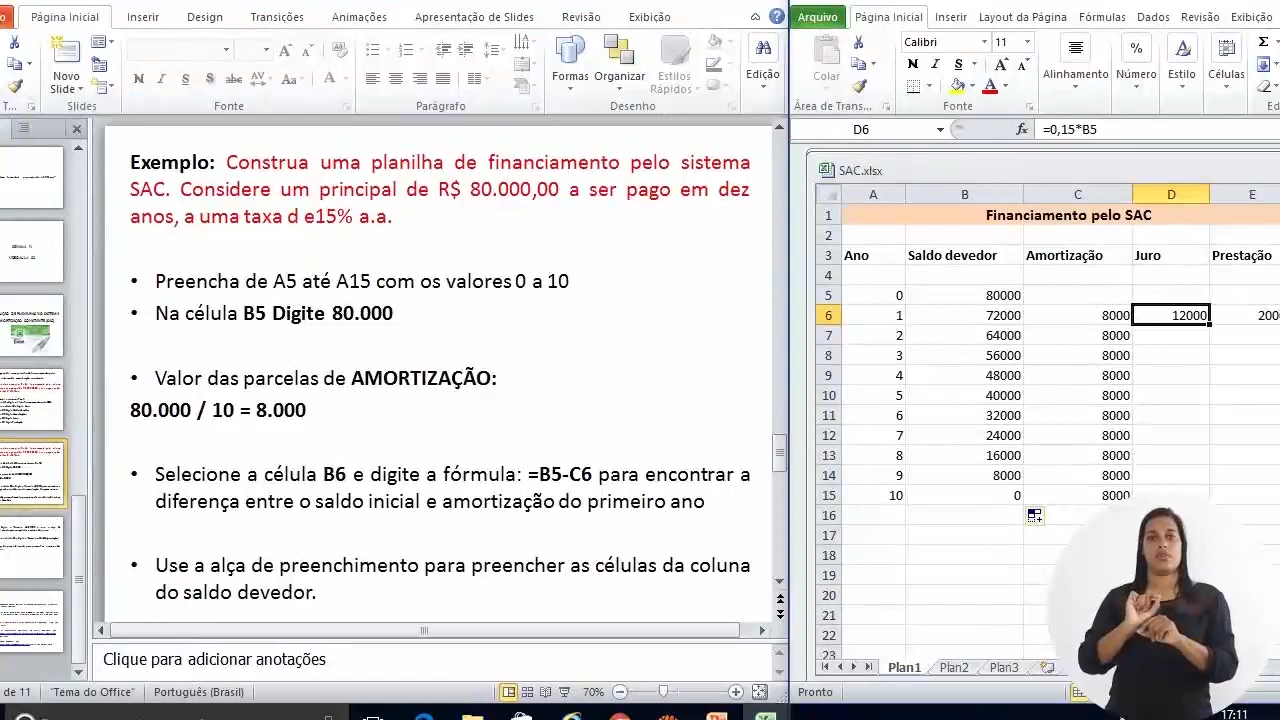 Página Inicial Inserir Design Transições Animações Apresentação de Slides Revisão Exibição
Novo
Slide
Slides
Fonte
Parágrafo
Formas Organizar Estilos
Rápidos
Desenho
Edição
Exemplo: Construa uma planilha de financiamento pelo sistema
SAC. Considere um principal de R$ 80.000,00 a ser pago em dez
anos, a uma taxa d e15% a.a.
• Preencha de A5 até A15 com os valores 0 a 10
• Na célula B5 Digite 80.000
• Valor das parcelas de AMORTIZAÇÃO:
80.000 / 10 = 8.000
• Selecione a célula B6 e digite a fórmula: =B5-C6 para encontrar a
diferença entre o saldo inicial e amortização do primeiro ano
• Use a alça de preenchimento para preencher as células da coluna
do saldo devedor.
Clique para adicionar anotações
de 11 "Tema do Office" Português (Brasil) 70%
Arquivo Página Inicial Inserir Layout da Página Fórmulas Dados Revisão Exibição
Colar
Área de Trans...
Calibri 11
N I S
Fonte
Alinhamento Número Estilo Células
D6 fx =0,15*B5
SAC.xlsx
A B C D E
1 Financiamento pelo SAC
2
3 Ano Saldo devedor Amortização Juro Prestação
4
5 0 80000
6 1 72000 8000 12000 200
7 2 64000 8000
8 3 56000 8000
9 4 48000 8000
10 5 40000 8000
11 6 32000 8000
12 7 24000 8000
13 8 16000 8000
14 9 8000 8000
15 10 0 8000
16
17
18
19
20
21
22
23
Plan1 Plan2 Plan3
Pronto
17:11